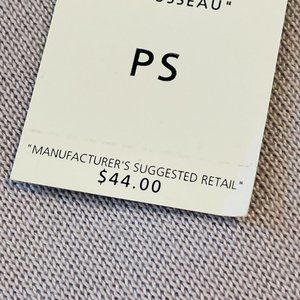 PS
"MANUFACTURER'S SUGGESTED RETAIL"
$44.00